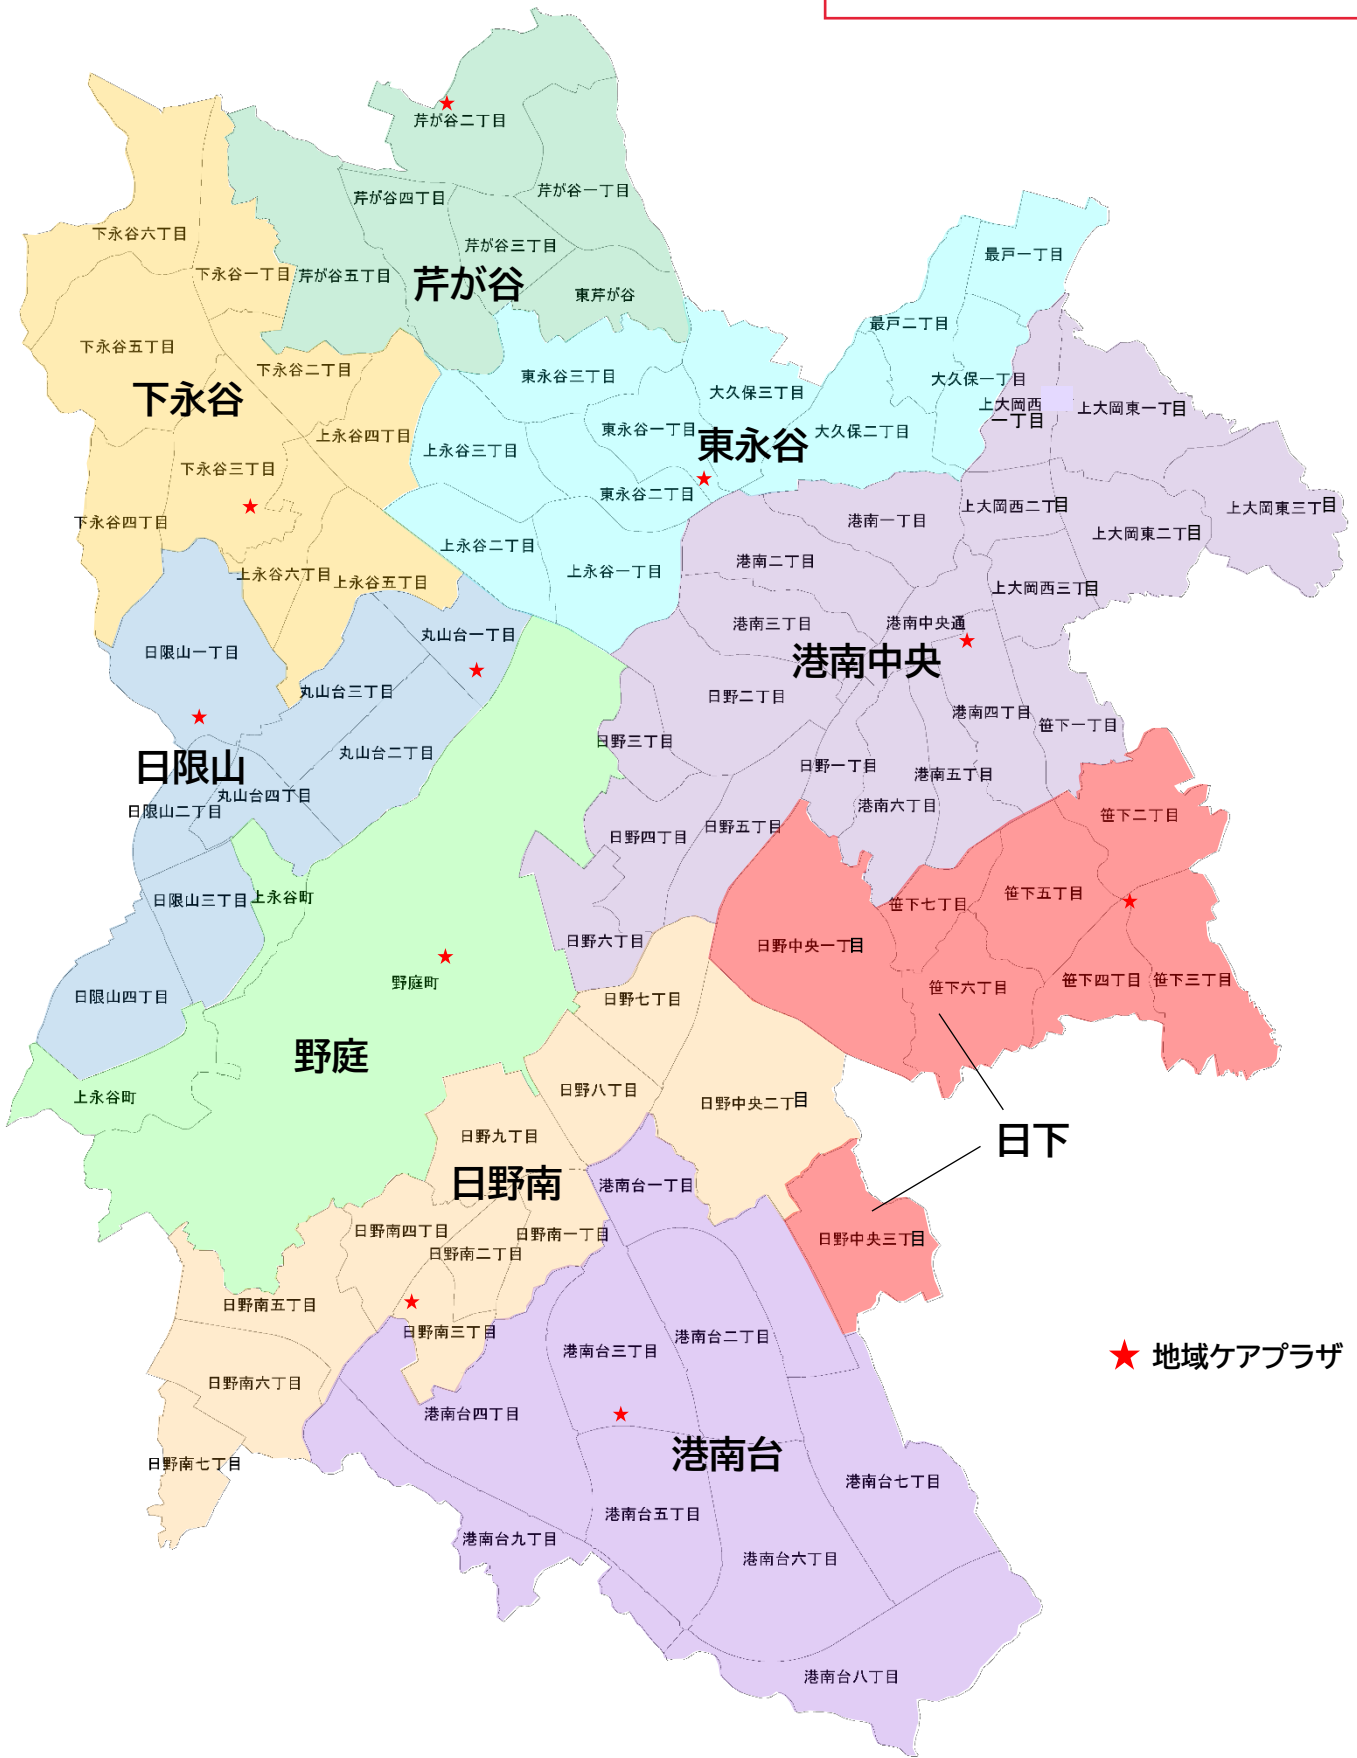 芹が谷二丁目
芹が谷四丁目
芹が谷一丁目
芹が谷三丁目
芹が谷五丁目
芹が谷
東芹が谷
下永谷六丁目
下永谷一丁目
下永谷五丁目
下永谷二丁目
下永谷
上永谷四丁目
下永谷三丁目
下永谷四丁目
上永谷六丁目
上永谷五丁目
最戸一丁目
最戸二丁目
東永谷三丁目
大久保三丁目
大久保一丁目
大久保二丁目
東永谷一丁目
東永谷
上永谷三丁目
東永谷二丁目
上永谷二丁目
上永谷一丁目
上大岡西
一丁目
上大岡東一丁目
上大岡西二丁目
上大岡東三丁目
上大岡東二丁目
上大岡西三丁目
港南一丁目
港南二丁目
港南三丁目
港南中央通
港南中央
日野二丁目
港南四丁目
笹下一丁目
日野三丁目
日野一丁目
港南五丁目
港南六丁目
日野四丁目
日野五丁目
日野六丁目
日限山一丁目
丸山台一丁目
丸山台三丁目
丸山台二丁目
日限山
丸山台四丁目
日限山二丁目
日限山三丁目
日限山四丁目
上永谷町
野庭町
野庭
上永谷町
笹下二丁目
笹下五丁目
笹下七丁目
日野中央一丁目
笹下四丁目
笹下三丁目
笹下六丁目
日下
日野中央三丁目
日野七丁目
日野八丁目
日野中央二丁目
日野九丁目
日野南
日野南四丁目
日野南一丁目
日野南二丁目
日野南五丁目
日野南三丁目
日野南六丁目
日野南七丁目
港南台一丁目
港南台二丁目
港南台三丁目
港南台四丁目
港南台
港南台七丁目
港南台五丁目
港南台九丁目
港南台六丁目
港南台八丁目
★ 地域ケアプラザ